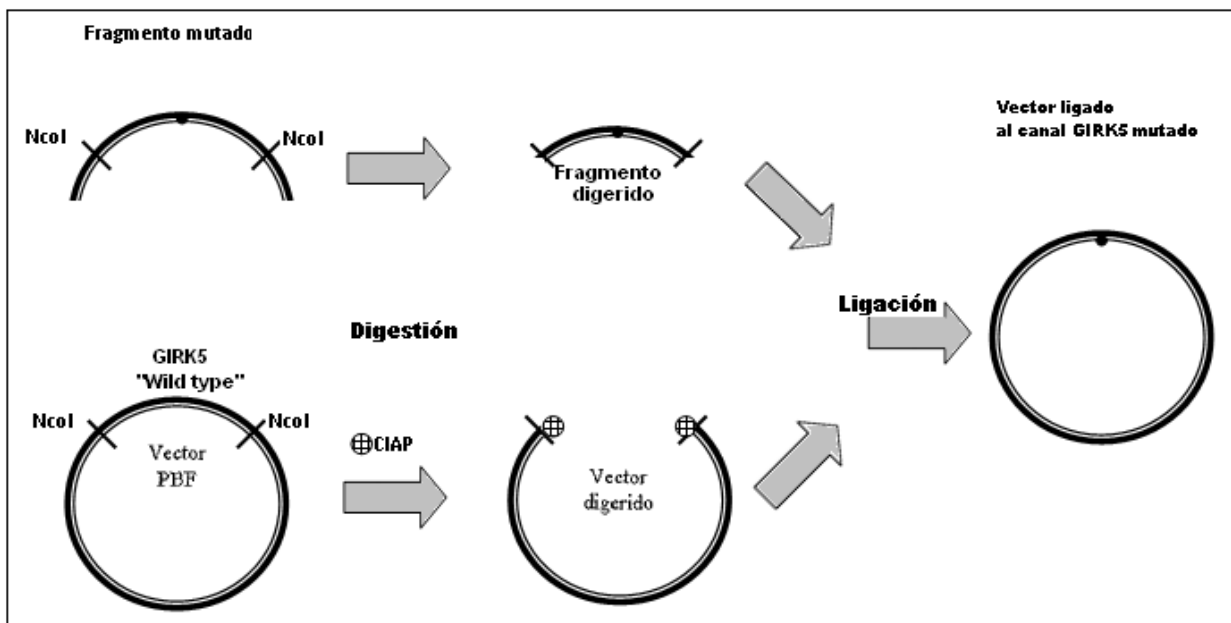 Fragmento mutado
NcoI
NcoI
Fragmento
digerido
Vector ligado
al canal GIRK5 mutado
Ligación
Digestión
GIRK5
"Wild type"
NcoI
NcoI
Vector
PBF
CIAP
Vector
digerido